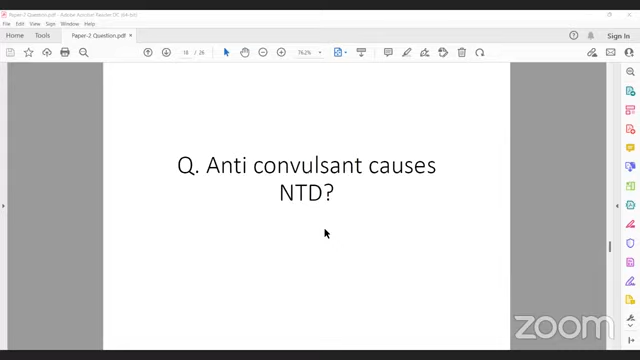 Paper-2 Question.pdf - Adobe Acrobat Reader DC (64-bit)
File Edit View Sign Window Help
Home Tools Paper-2 Question.pdf × Sign In
18 / 26 76.2%
Q. Anti convulsant causes
NTD?
zoom